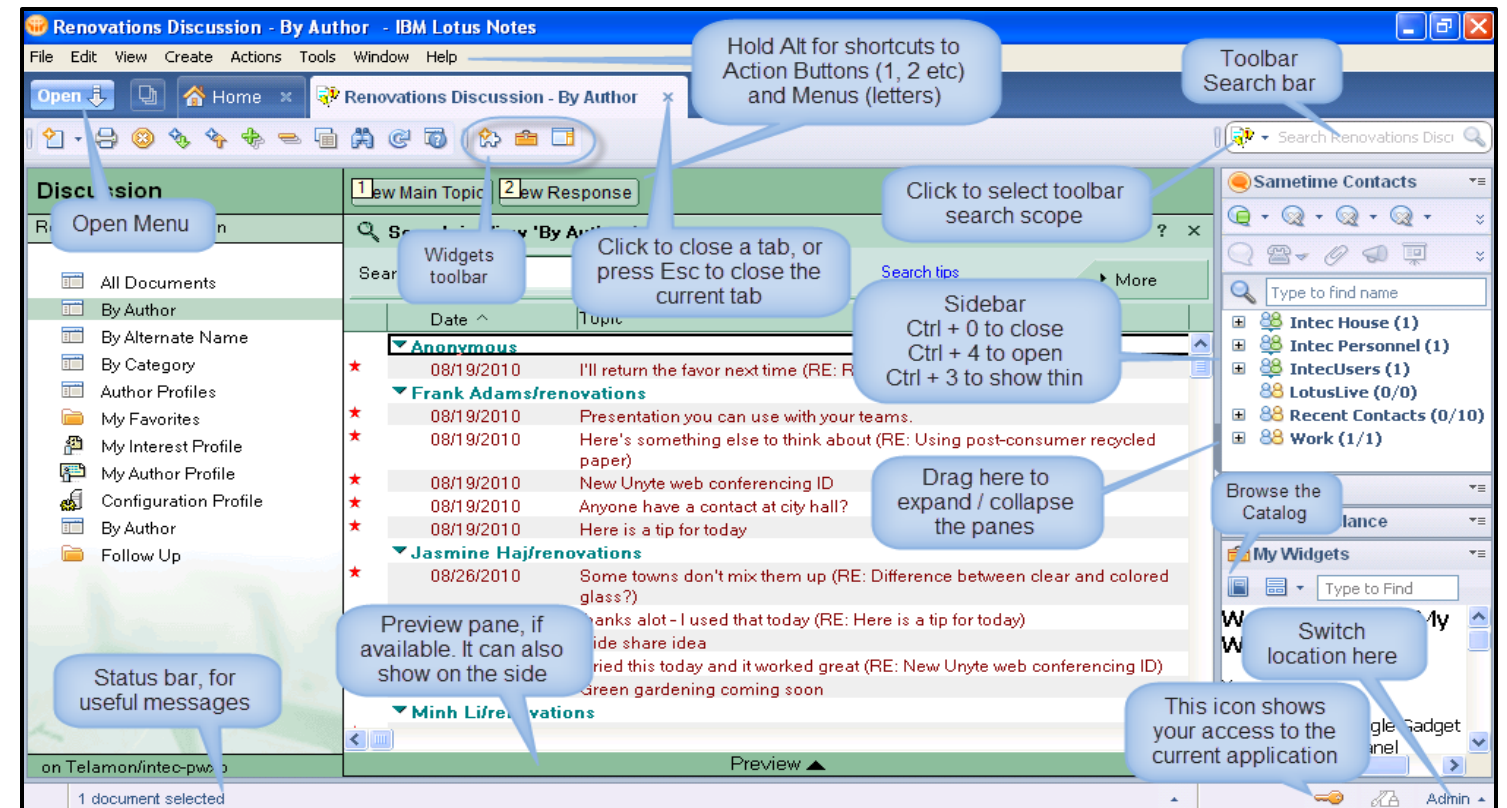 Renovations Discussion - By Author - IBM Lotus Notes
File Edit View Create Actions Tools Window Help
Hold Alt for shortcuts to
Action Buttons (1, 2 etc)
and Menus (letters)
Toolbar
Search bar
Open
Home
Renovations Discussion - By Author
Search Renovations Discu
Discussion
Open Menu
1 ew Main Topic
2 ew Response
Click to select toolbar
search scope
Widgets
toolbar
Click to close a tab, or
press Esc to close the
current tab
'By
?
Search tips
More
Date
Topic
Sidebar
Ctrl + 0 to close
Ctrl + 4 to open
Ctrl + 3 to show thin
All Documents
By Author
By Alternate Name
By Category
Author Profiles
My Favorites
My Interest Profile
My Author Profile
Configuration Profile
By Author
Follow Up
Anonymous
08/19/2010 I'll return the favor next time (RE: R
Frank Adams/renovations
08/19/2010 Presentation you can use with your teams.
08/19/2010 Here's something else to think about (RE: Using post-consumer recycled
paper)
08/19/2010 New Unyte web conferencing ID
08/19/2010 Anyone have a contact at city hall?
08/19/2010 Here is a tip for today
Jasmine Haj/renovations
08/26/2010 Some towns don't mix them up (RE: Difference between clear and colored
glass?)
hanks alot - I used that today (RE: Here is a tip for today)
ide share idea
ried this today and it worked great (RE: New Unyte web conferencing ID)
Green gardening coming soon
Minh Li/renovations
Drag here to
expand / collapse
the panes
Preview pane, if
available. It can also
show on the side
Status bar, for
useful messages
Sametime Contacts
Type to find name
Intec House (1)
Intec Personnel (1)
IntecUsers (1)
LotusLive (0/0)
Recent Contacts (0/10)
Work (1/1)
Browse the
Catalog
lance
My Widgets
Type to Find
Switch
location here
This icon shows
your access to the
current application
gle Gadget
anel
on Telamon/intec-pw
Preview
1 document selected
Admin